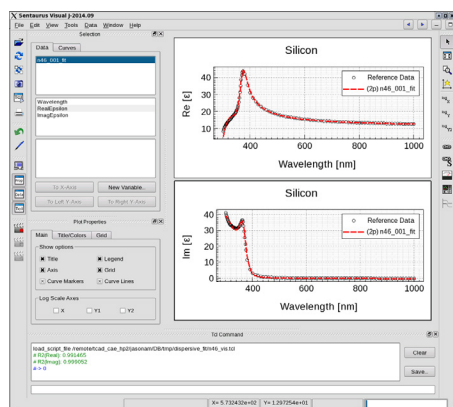 Sentaurus Visual J-2014.09
File Edit View Tools Data Window Help
Selection
Data Curves
n46_001_fit
Wavelength
RealEpsilon
ImagEpsilon
To X-Axis New Variable..
To Left Y-Axis To Right Y-Axis
Plot Properties
Main Title/Colors Grid
Show options
Title Legend
Axis Grid
Curve Markers Curve Lines
Log Scale Axes
X Y1 Y2
Silicon
Re [ε]
40
30
20
10
Reference Data
(2p) n46_001_fit
400 600 800 1000
Wavelength [nm]
Silicon
Im [ε]
40
30
20
10
0
Reference Data
(2p) n46_001_fit
400 600 800 1000
Wavelength [nm]
Tcl Command
load_script_file /remote/tcad_cae_hp2/jasonam/DB/tmp/dispersive_fit/n46_vis.tcl
# R2(Real): 0.991465
# R2(Imag): 0.999052
#-> 0
Clear
Save..
X= 5.732432e+02 Y= 1.297254e+01